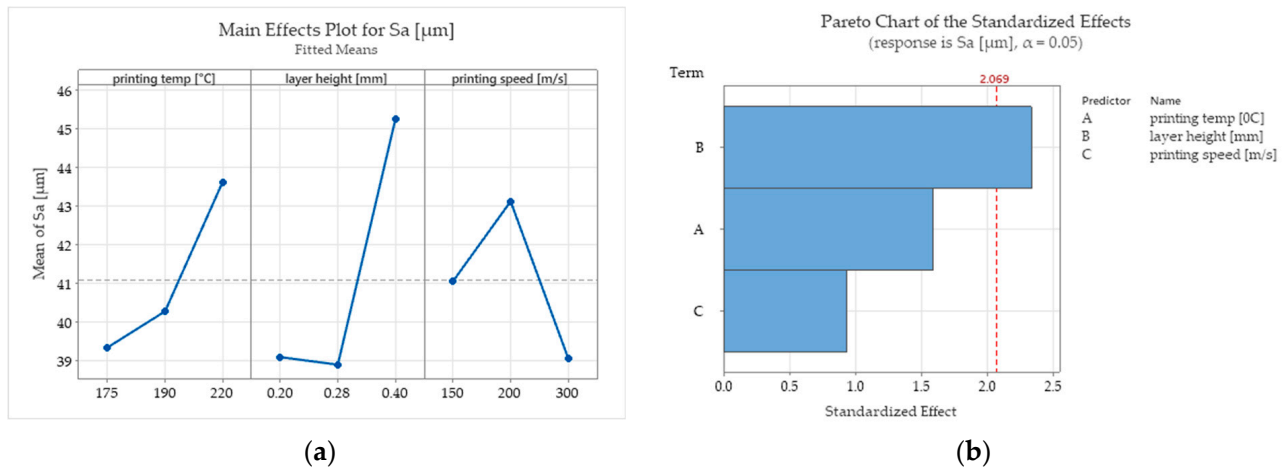 Main Effects Plot for Sa [µm]
Fitted Means
printing temp [°C] layer height [mm] printing speed [m/s]
Mean of Sa [µm]
46
45
44
43
42
41
40
39
175 190 220 0.20 0.28 0.40 150 200 300
(a)
Pareto Chart of the Standardized Effects
(response is Sa [µm], α = 0.05)
Term
2.069
B
A
C
0.0 0.5 1.0 1.5 2.0 2.5
Standardized Effect
Predictor Name
A printing temp [0C]
B layer height [mm]
C printing speed [m/s]
(b)